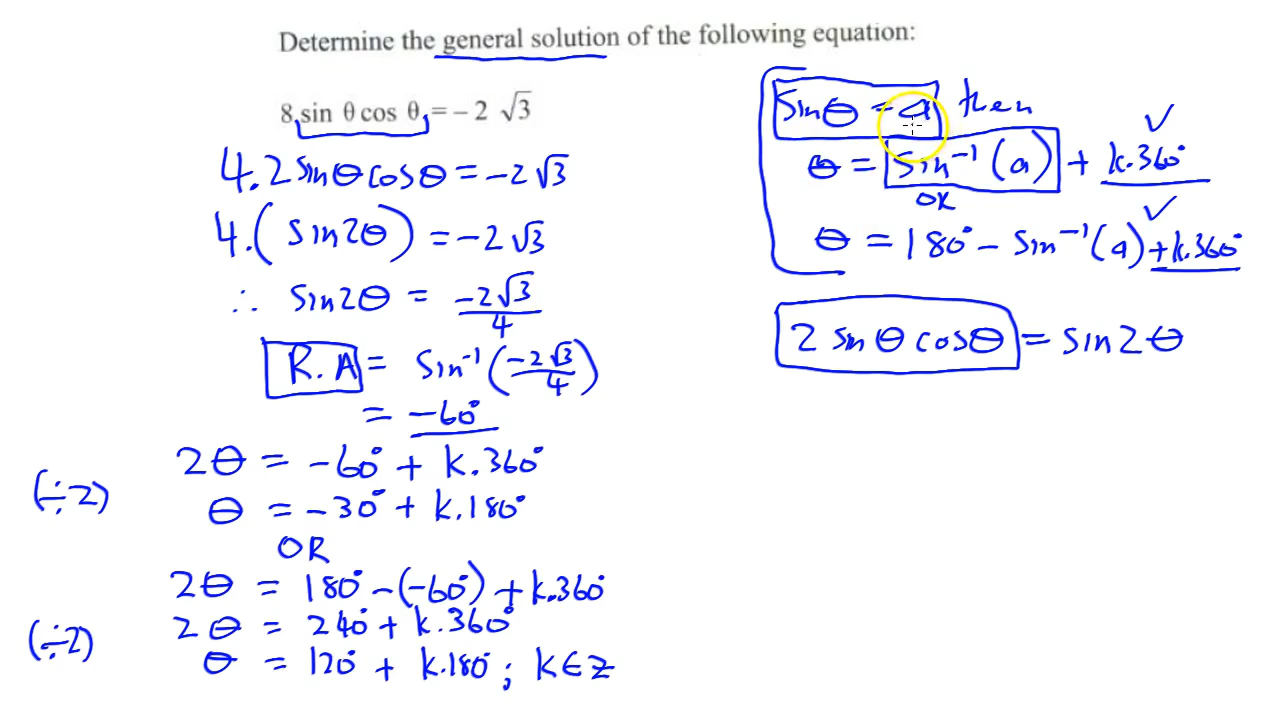 Determine the general solution of the following equation:
8 sin θ cos θ = − 2 √3
4.2 sinθ cosθ = −2√3
4.( sin2θ ) = −2√3
∴ sin2θ = −2√3/4
R.A = sin⁻¹(−2√3/4)
= −60°
2θ = −60° + k.360°
(÷2) θ = −30° + k.180°
OR
2θ = 180° − (−60°) + k.360°
2θ = 240° + k.360°
(÷2) θ = 120° + k.180° ; k∈Z
sinθ = a then
θ = sin⁻¹(a) + k.360° ✓
OR
θ = 180° − sin⁻¹(a) + k.360° ✓
2 sinθ cosθ = sin2θ